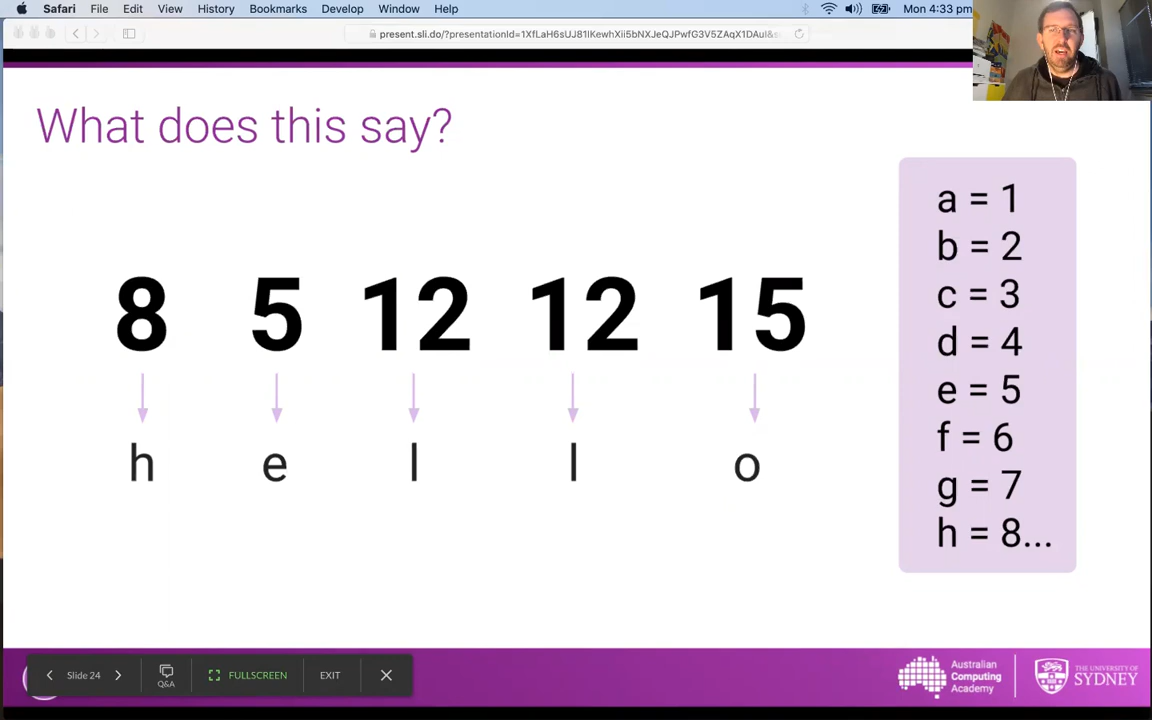 Safari File Edit View History Bookmarks Develop Window Help Mon 4:33 pm
What does this say?
8 5 12 12 15
h e l l o
a = 1
b = 2
c = 3
d = 4
e = 5
f = 6
g = 7
h = 8...
Slide 24
Q&A
FULLSCREEN
EXIT
Australian
Computing
Academy
THE UNIVERSITY OF
SYDNEY